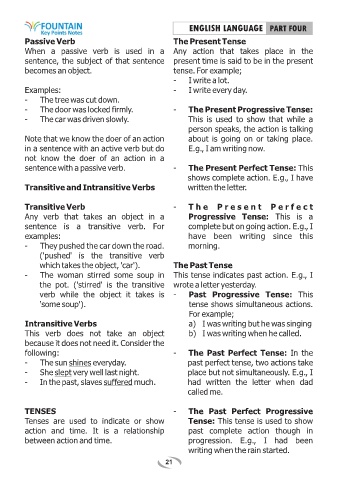 FOUNTAIN
Key Points Notes
ENGLISH LANGUAGE PART FOUR
Passive Verb
When a passive verb is used in a
sentence, the subject of that sentence
becomes an object.
Examples:
- The tree was cut down.
- The door was locked firmly.
- The car was driven slowly.
Note that we know the doer of an action
in a sentence with an active verb but do
not know the doer of an action in a
sentence with a passive verb.
Transitive and Intransitive Verbs
Transitive Verb
Any verb that takes an object in a
sentence is a transitive verb. For
examples:
- They pushed the car down the road.
('pushed' is the transitive verb
which takes the object, 'car').
- The woman stirred some soup in
the pot. ('stirred' is the transitive
verb while the object it takes is
'some soup').
Intransitive Verbs
This verb does not take an object
because it does not need it. Consider the
following:
- The sun shines everyday.
- She slept very well last night.
- In the past, slaves suffered much.
TENSES
Tenses are used to indicate or show
action and time. It is a relationship
between action and time.
The Present Tense
Any action that takes place in the
present time is said to be in the present
tense. For example;
- I write a lot.
- I write every day.
- The Present Progressive Tense:
This is used to show that while a
person speaks, the action is talking
about is going on or taking place.
E.g., I am writing now.
- The Present Perfect Tense: This
shows complete action. E.g., I have
written the letter.
- The Present Perfect
Progressive Tense: This is a
complete but on going action. E.g., I
have been writing since this
morning.
The Past Tense
This tense indicates past action. E.g., I
wrote a letter yesterday.
- Past Progressive Tense: This
tense shows simultaneous actions.
For example;
a) I was writing but he was singing
b) I was writing when he called.
- The Past Perfect Tense: In the
past perfect tense, two actions take
place but not simultaneously. E.g., I
had written the letter when dad
called me.
- The Past Perfect Progressive
Tense: This tense is used to show
past complete action though in
progression. E.g., I had been
writing when the rain started.
21